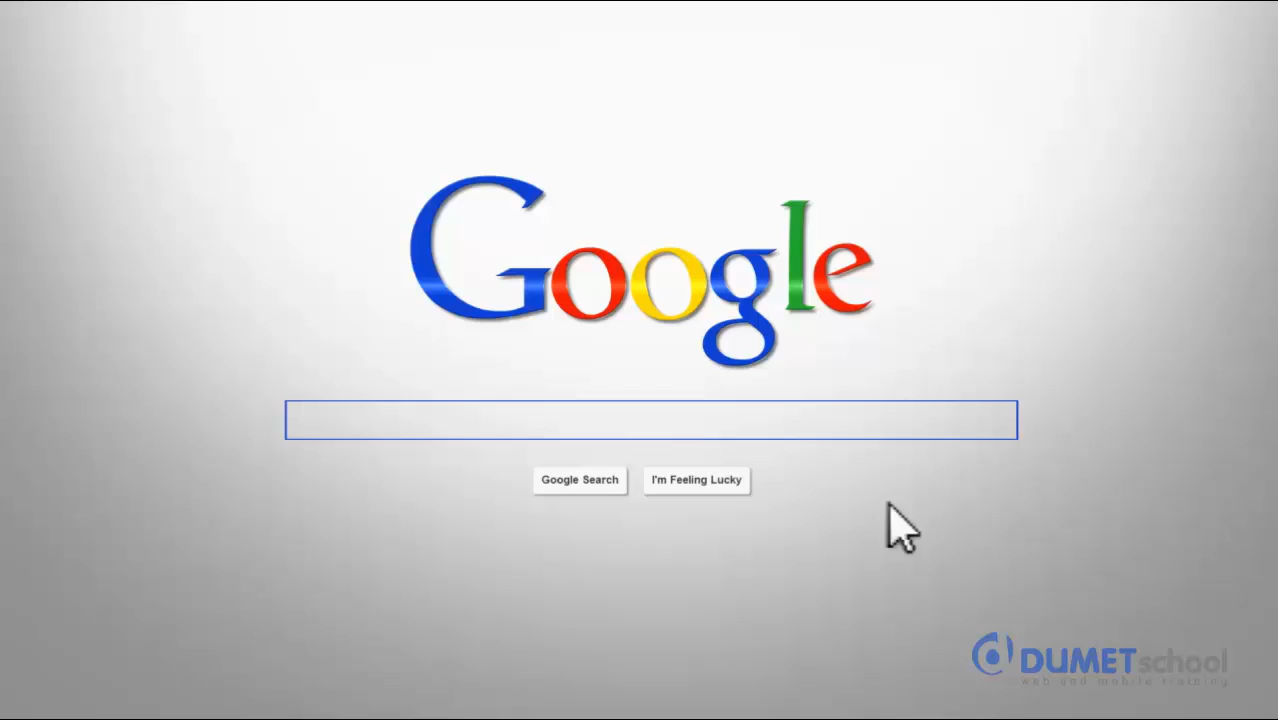 Google
Google Search
I'm Feeling Lucky
DUMETschool
web and mobile training